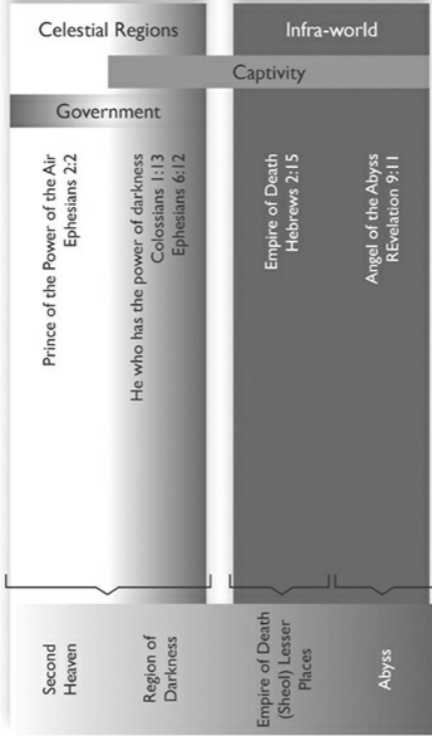 Celestial Regions
Infra-world
Captivity
Government
Prince of the Power of the Air
Ephesians 2:2
He who has the power of darkness
Colossians 1:13
Ephesians 6:12
Empire of Death
Hebrews 2:15
Angel of the Abyss
REvelation 9:11
Second
Heaven
Region of
Darkness
Empire of Death
(Sheol) Lesser
Places
Abyss